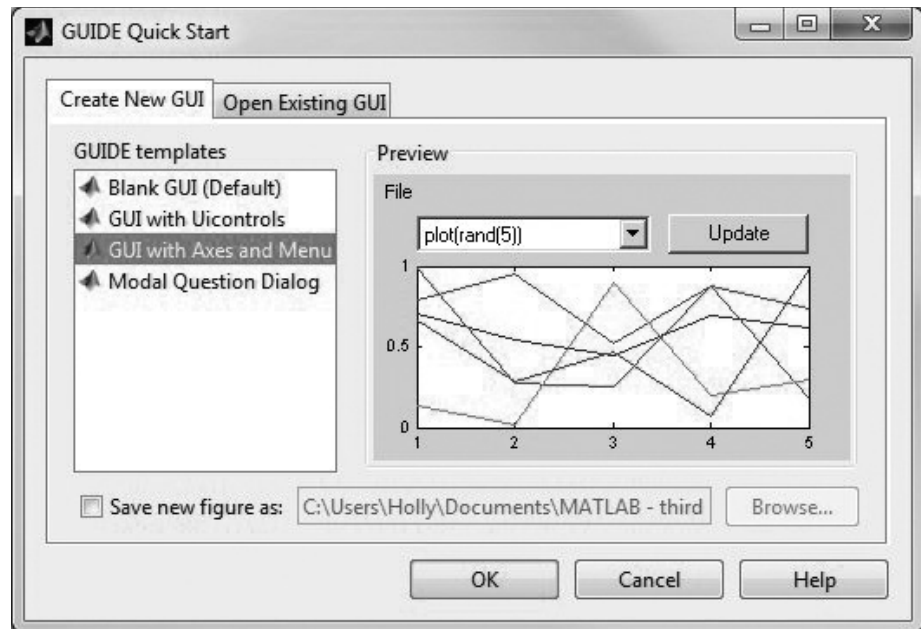 GUIDE Quick Start
Create New GUI
Open Existing GUI
GUIDE templates
Blank GUI (Default)
GUI with Uicontrols
GUI with Axes and Menu
Modal Question Dialog
Preview
File
plot(rand(5))
Update
1
0.5
0
1 2 3 4 5
Save new figure as:
C:\Users\Holly\Documents\MATLAB - third
Browse...
OK
Cancel
Help